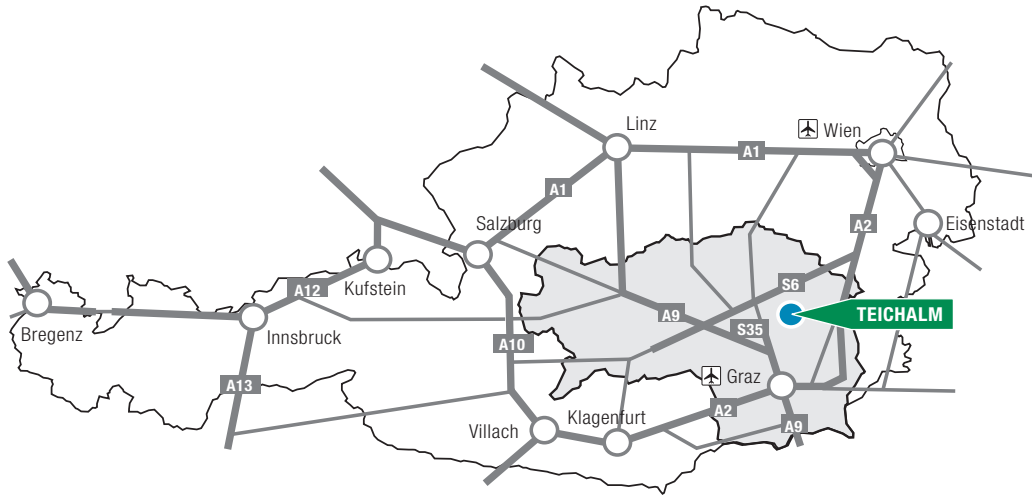 Linz
Wien
A1
A1
Salzburg
A2
Eisenstadt
Kufstein
A12
S6
A9
TEICHALM
Bregenz
Innsbruck
S35
A10
A13
Graz
Klagenfurt
A2
Villach
A9